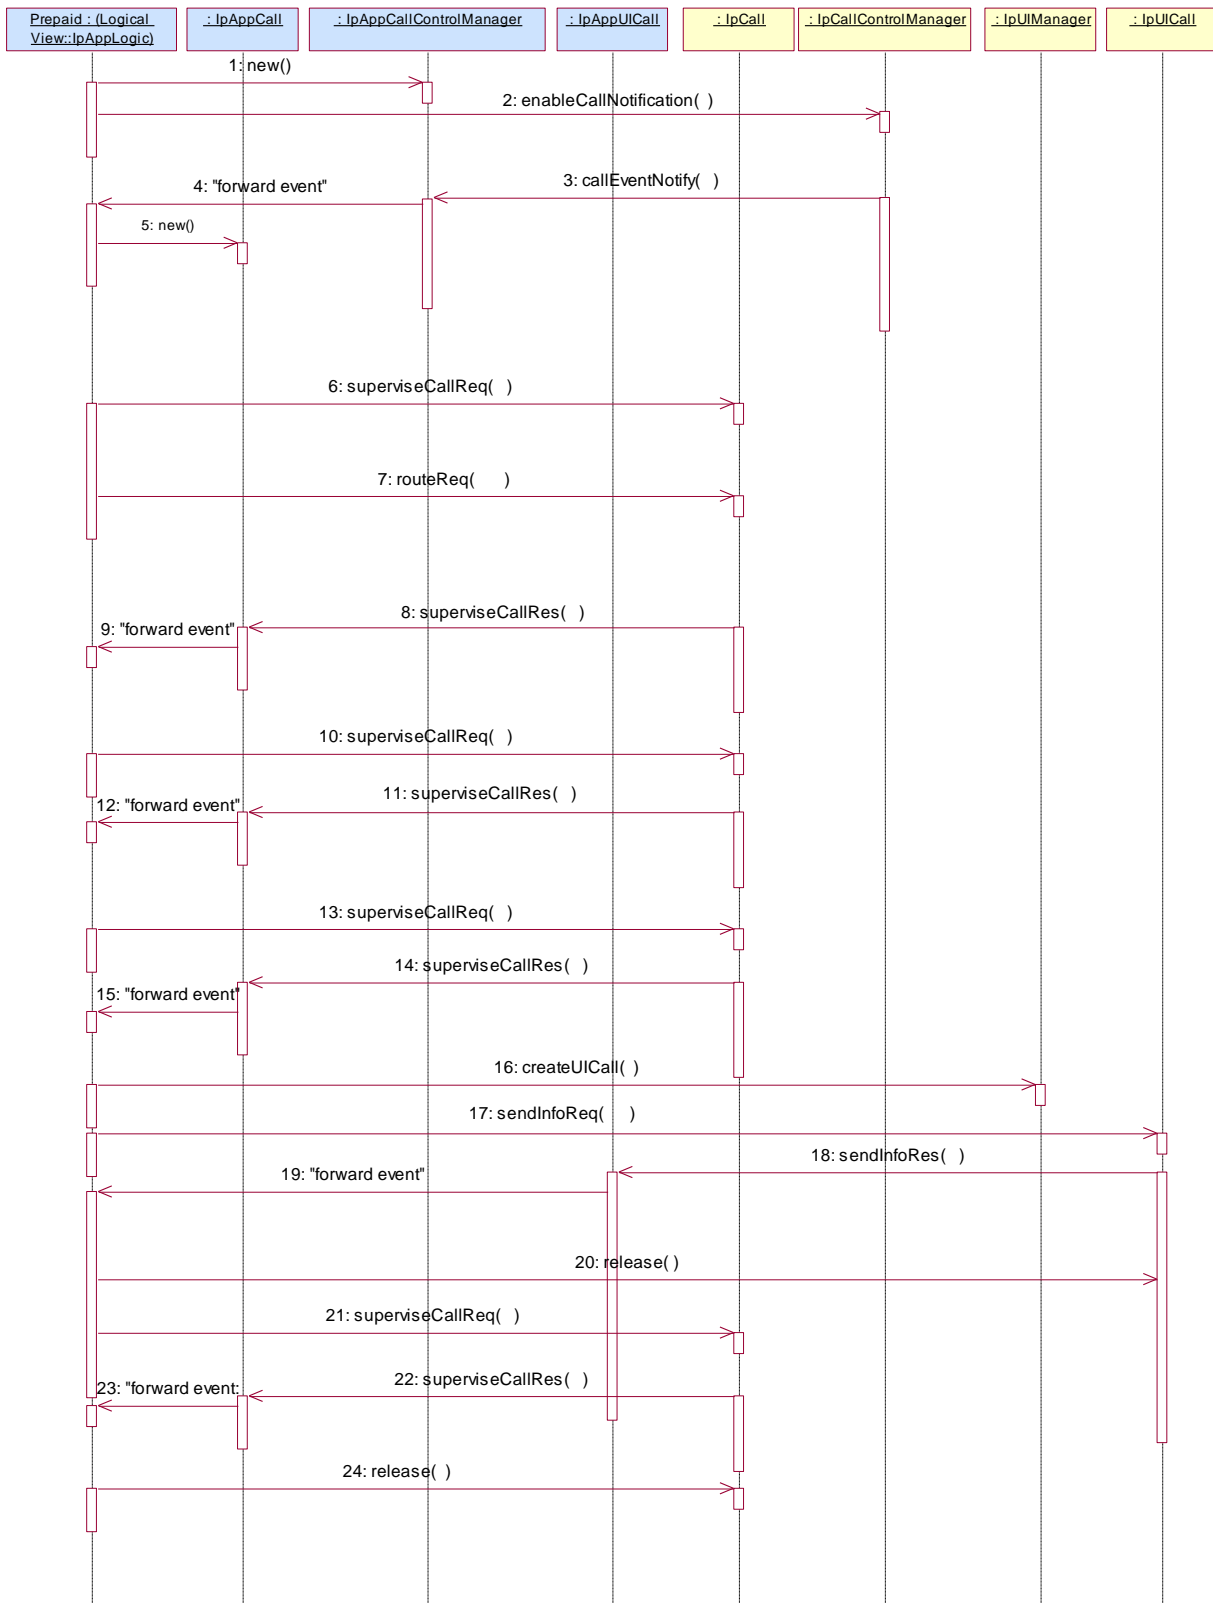 Prepaid : (Logical
View::IpAppLogic)
: IpAppCall
: IpAppCallControlManager
: IpAppUICall
: IpCall
: IpCallControlManager
: IpUIManager
: IpUICall
1: new()
2: enableCallNotification(  )
3: callEventNotify(   )
4: "forward event"
5: new()
6: superviseCallReq(   )
7: routeReq(      )
8: superviseCallRes(   )
9: "forward event"
10: superviseCallReq(   )
11: superviseCallRes(   )
12: "forward event"
13: superviseCallReq(   )
14: superviseCallRes(   )
15: "forward event"
16: createUICall(  )
17: sendInfoReq(      )
18: sendInfoRes(   )
19: "forward event"
20: release( )
21: superviseCallReq(   )
22: superviseCallRes(   )
23: "forward event:
24: release(  )